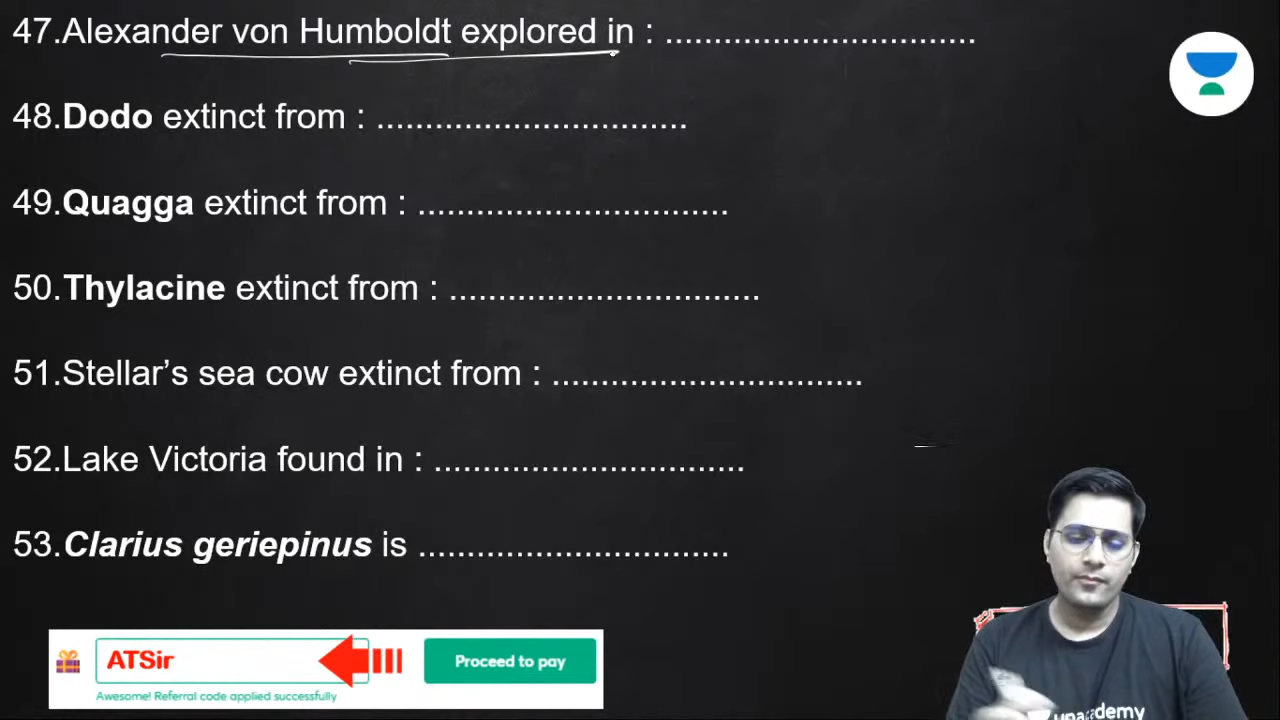 47.Alexander von Humboldt explored in : ................................
48.Dodo extinct from : ................................
49.Quagga extinct from : ................................
50.Thylacine extinct from : ................................
51.Stellar’s sea cow extinct from : ................................
52.Lake Victoria found in : ................................
53.Clarius geriepinus is ................................
ATSir
Proceed to pay
Awesome! Referral code applied successfully
unacademy